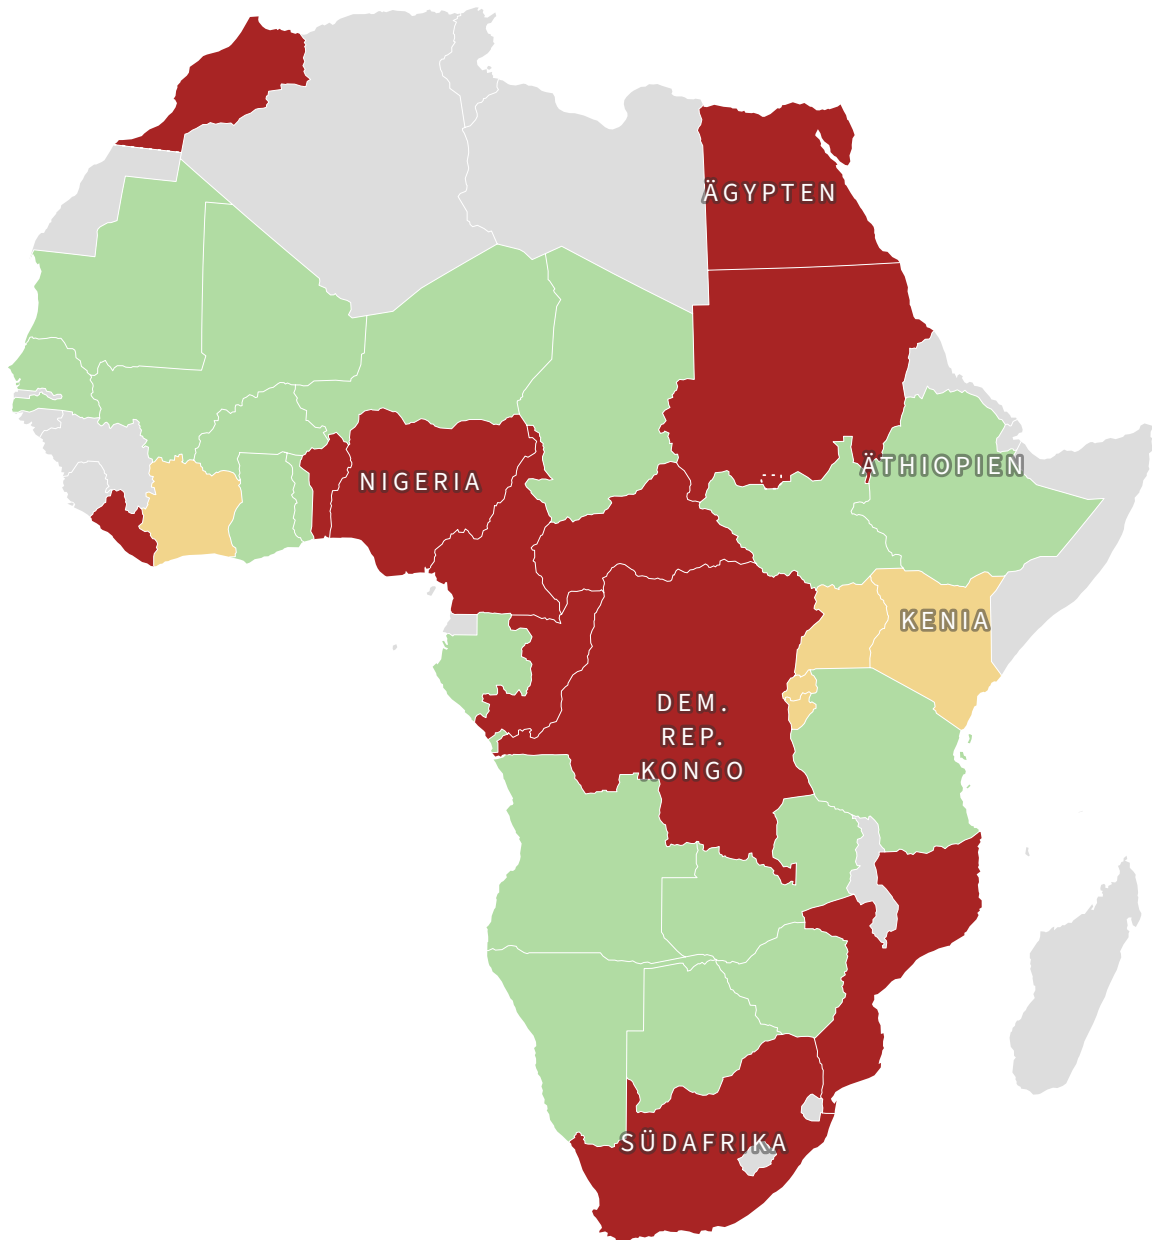 ÄGYPTEN
ÄTHIOPIEN
NIGERIA
KENIA
DEM.
REP.
KONGO
SÜDAFRIKA